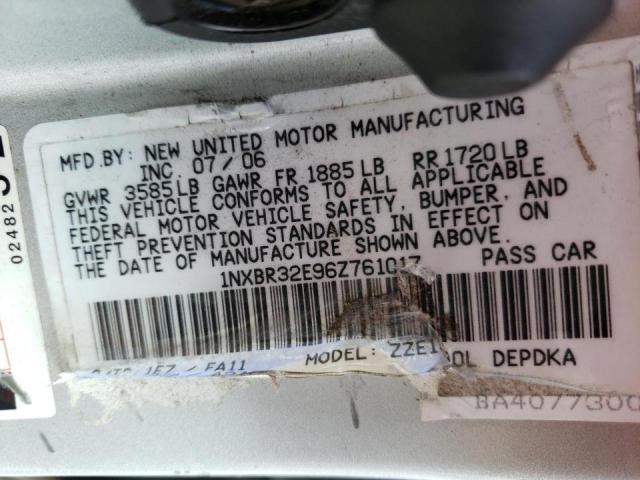 MFD.BY: NEW UNITED MOTOR MANUFACTURING
INC. 07/06
GVWR 3585LB GAWR FR 1885LB RR 1720LB
THIS VEHICLE CONFORMS TO ALL APPLICABLE
FEDERAL MOTOR VEHICLE SAFETY, BUMPER, AND
THEFT PREVENTION STANDARDS IN EFFECT ON
THE DATE OF MANUFACTURE SHOWN ABOVE.
1NXBR32E96Z761017 PASS CAR
/ FA11 MODEL: ZZE1 0L DEPDKA
BA4077300
02482